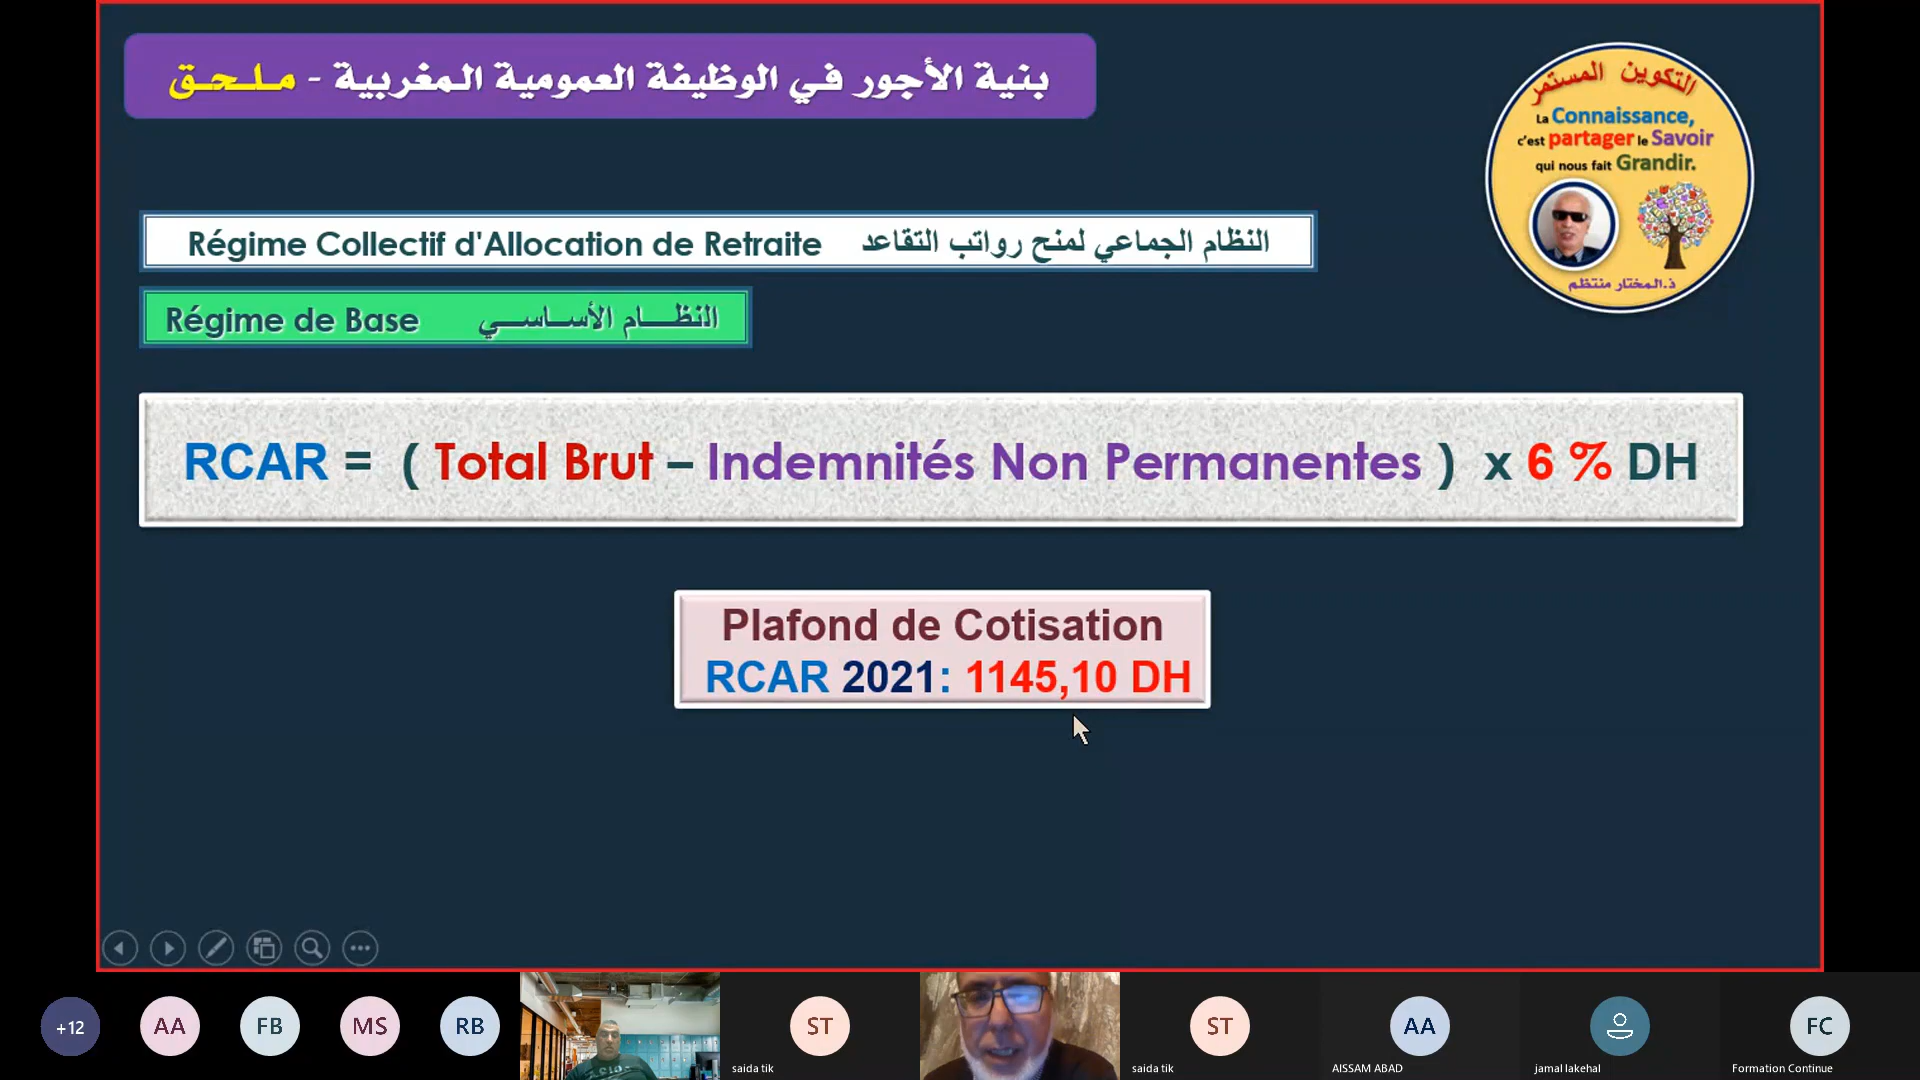 بنية الأجور في الوظيفة العمومية المغربية - ملحق
التكوين المستمر
La Connaissance,
c'est partager le Savoir
qui nous fait Grandir.
ذ.المختار منتظم
Régime Collectif d'Allocation de Retraite النظام الجماعي لمنح رواتب التقاعد
Régime de Base النظام الأساسي
RCAR = ( Total Brut – Indemnités Non Permanentes ) x 6 % DH
Plafond de Cotisation
RCAR 2021: 1145,10 DH
+12 AA FB MS RB ST ST AA FC
saida tik saida tik AISSAM ABAD jamal lakehal Formation Continue